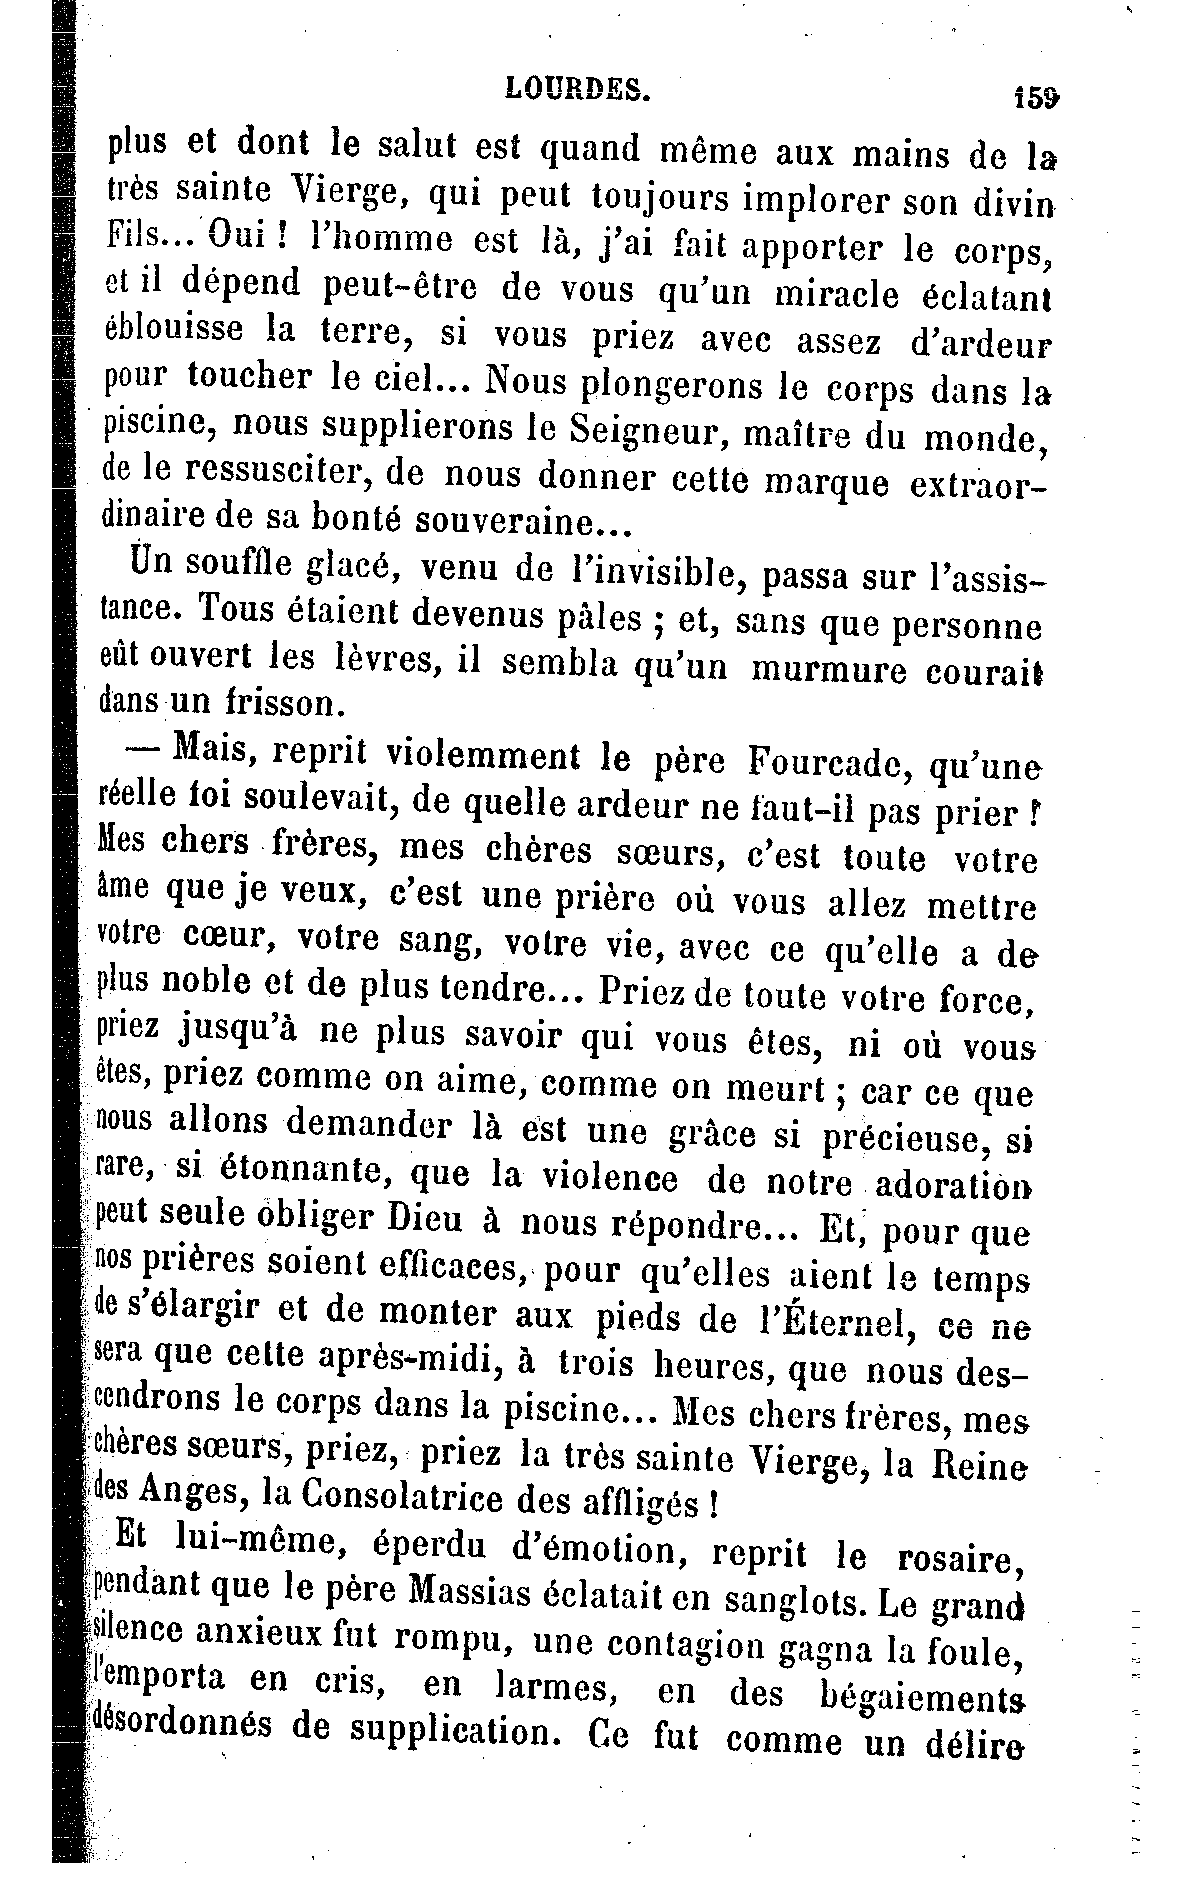 LOURDES. 159
plus et dont le salut est quand même aux mains de la
très sainte Vierge, qui peut toujours implorer son divin
Fils... Oui ! l'homme est là, j'ai fait apporter le corps,
et il dépend peut-être de vous qu'un miracle éclatant
éblouisse la terre, si vous priez avec assez d'ardeur
pour toucher le ciel... Nous plongerons le corps dans la
piscine, nous supplierons le Seigneur, maître du monde,
de le ressusciter, de nous donner cette marque extraor-
dinaire de sa bonté souveraine...
Un souffle glacé, venu de l'invisible, passa sur l'assis-
tance. Tous étaient devenus pâles ; et, sans que personne
eût ouvert les lèvres, il sembla qu'un murmure courait
dans un frisson.
— Mais, reprit violemment le père Fourcade, qu'une
réelle foi soulevait, de quelle ardeur ne faut-il pas prier !
Mes chers frères, mes chères sœurs, c'est toute votre
âme que je veux, c'est une prière où vous allez mettre
votre cœur, votre sang, votre vie, avec ce qu'elle a de
plus noble et de plus tendre... Priez de toute votre force,
priez jusqu'à ne plus savoir qui vous êtes, ni où vous
êtes, priez comme on aime, comme on meurt ; car ce que
nous allons demander là est une grâce si précieuse, si
rare, si étonnante, que la violence de notre adoration
peut seule obliger Dieu à nous répondre... Et, pour que
nos prières soient efficaces, pour qu'elles aient le temps
de s'élargir et de monter aux pieds de l'Éternel, ce ne
sera que cette après-midi, à trois heures, que nous des-
cendrons le corps dans la piscine... Mes chers frères, mes
chères sœurs, priez, priez la très sainte Vierge, la Reine
des Anges, la Consolatrice des affligés !
Et lui-même, éperdu d'émotion, reprit le rosaire,
pendant que le père Massias éclatait en sanglots. Le grand
silence anxieux fut rompu, une contagion gagna la foule,
l'emporta en cris, en larmes, en des bégaiements
désordonnés de supplication. Ce fut comme un délire